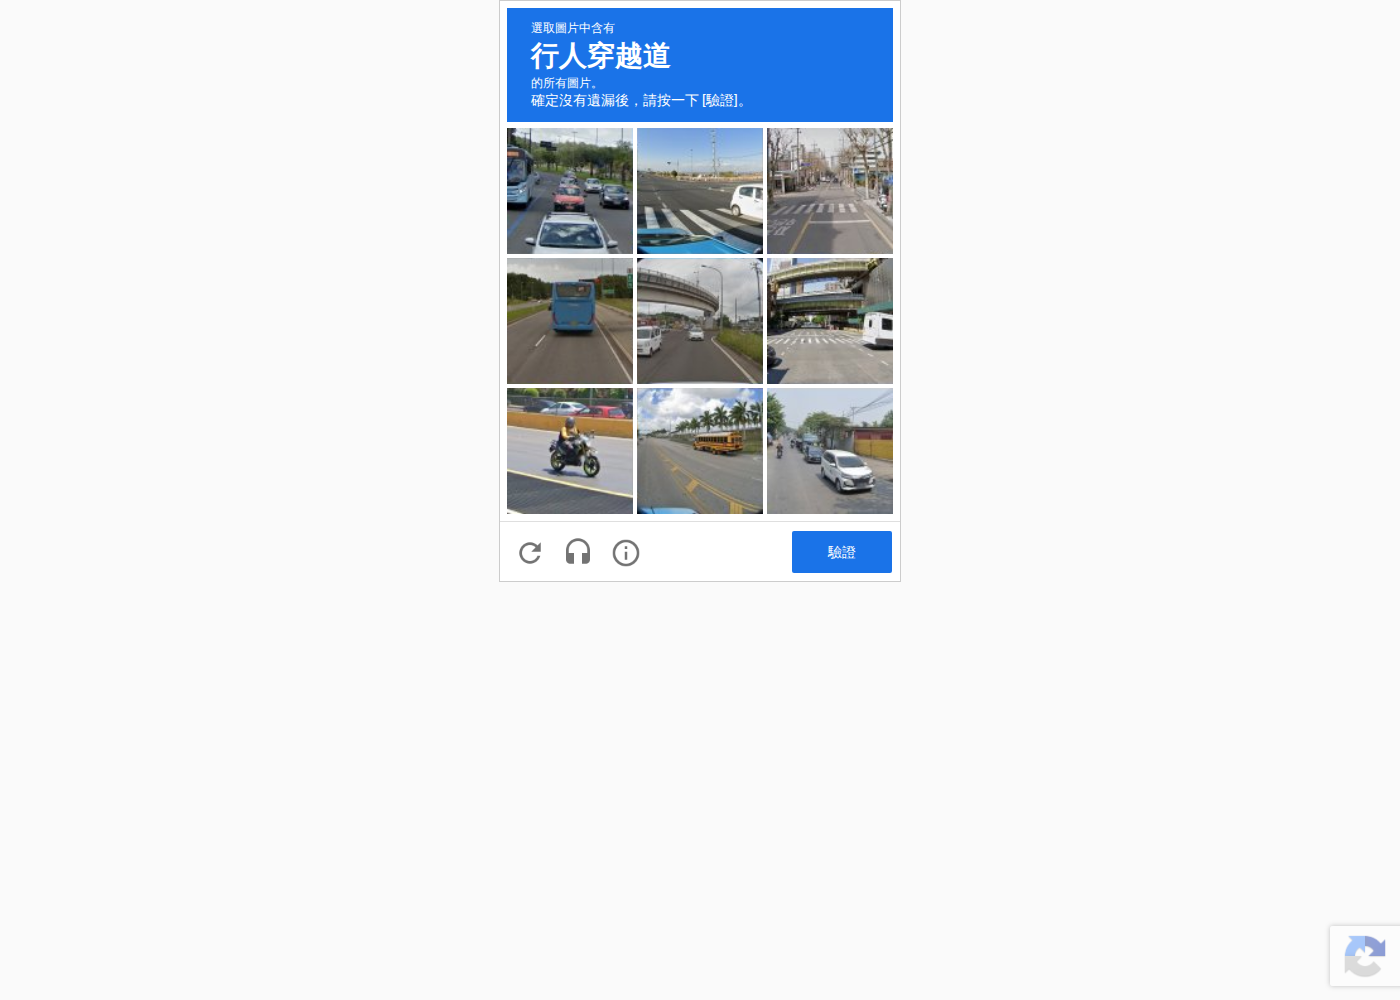 選取圖片中含有
行人穿越道
的所有圖片。
確定沒有遺漏後，請按一下 [驗證]。
驗證